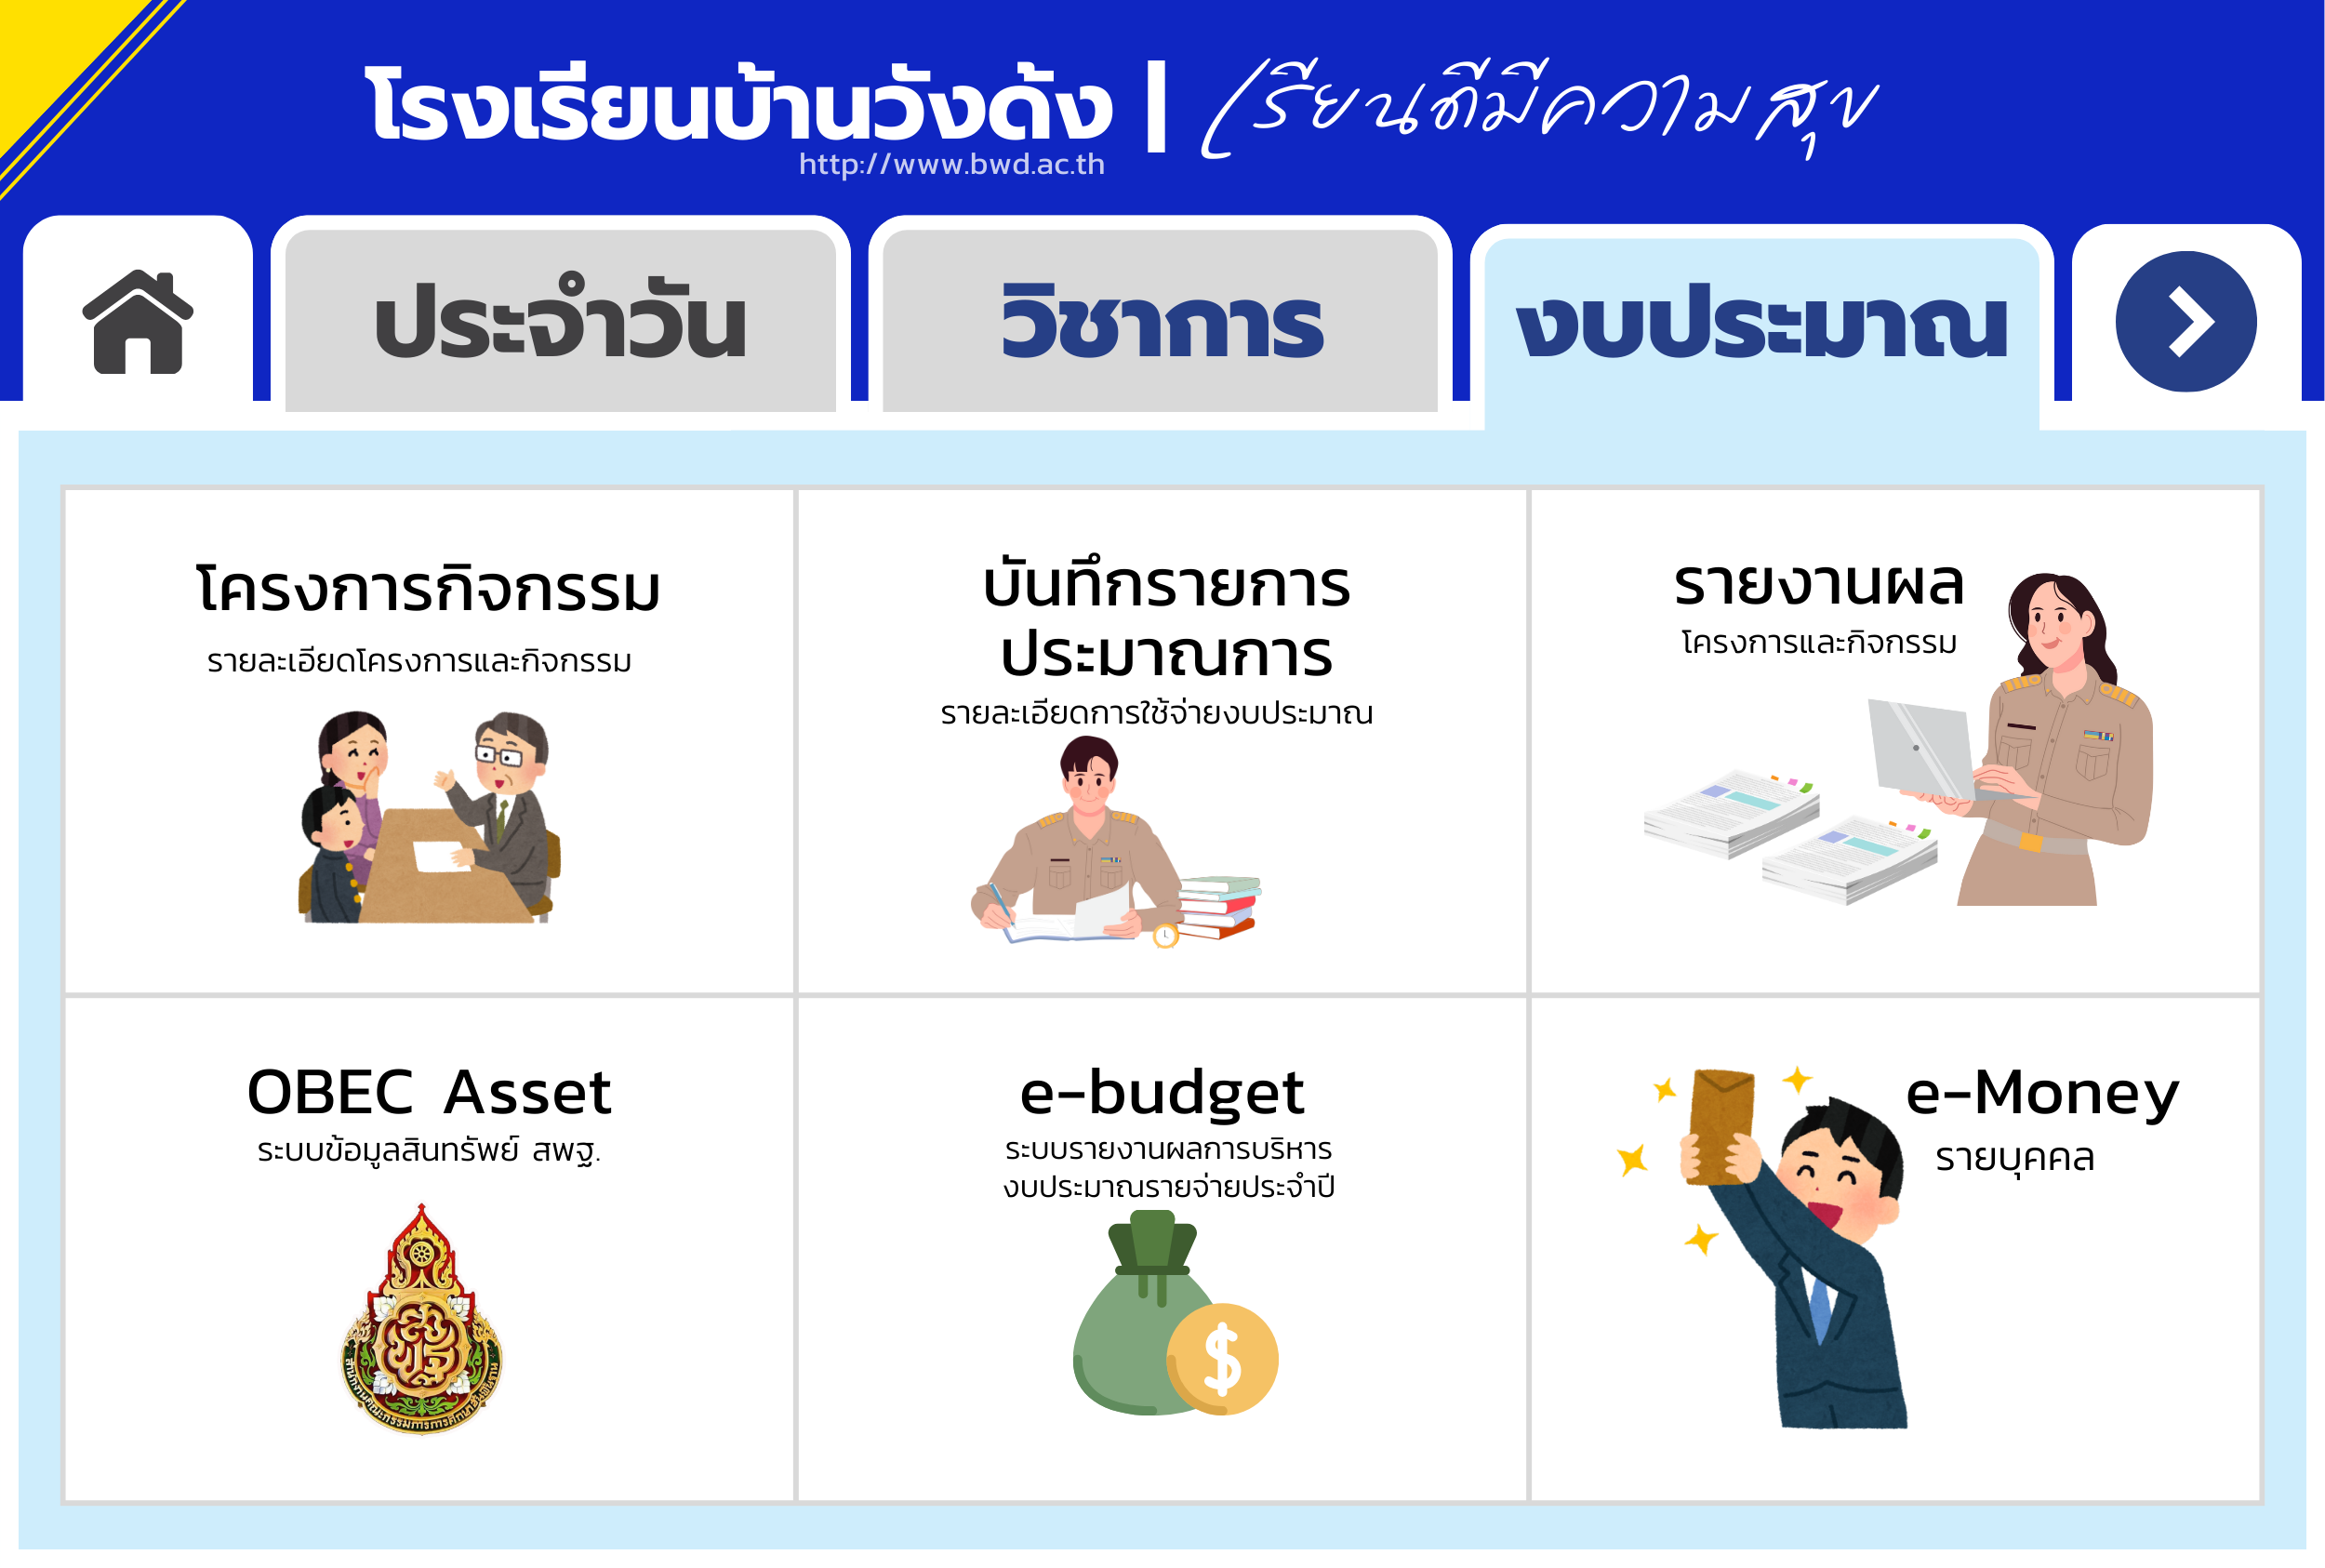 โรงเรียนบ้านวังด้ง | เรียนดีมีความสุข
http://www.bwd.ac.th
ประจำวัน วิชาการ งบประมาณ
โครงการกิจกรรม
รายละเอียดโครงการและกิจกรรม
บันทึกรายการ
ประมาณการ
รายละเอียดการใช้จ่ายงบประมาณ
รายงานผล
โครงการและกิจกรรม
OBEC Asset
ระบบข้อมูลสินทรัพย์ สพฐ.
สำนักงานคณะกรรมการการศึกษาขั้นพื้นฐาน
e-budget
ระบบรายงานผลการบริหาร
งบประมาณรายจ่ายประจำปี
$
e-Money
รายบุคคล